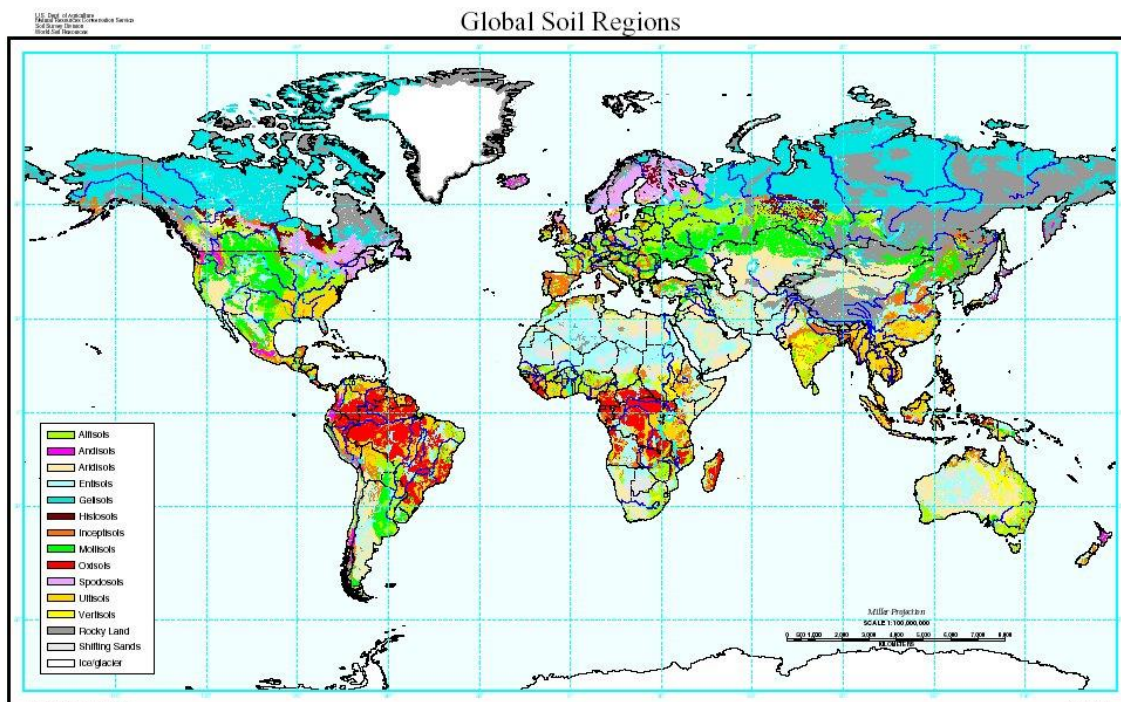 U.S. Dept. of Agriculture
Natural Resources Conservation Service
Soil Survey Division
World Soil Resources
Global Soil Regions
Alfisols
Andisols
Aridisols
Entisols
Gelisols
Histosols
Inceptisols
Mollisols
Oxisols
Spodosols
Ultisols
Vertisols
Rocky Land
Shifting Sands
Ice/glacier
Miller Projection
SCALE 1:100,000,000
KILOMETERS